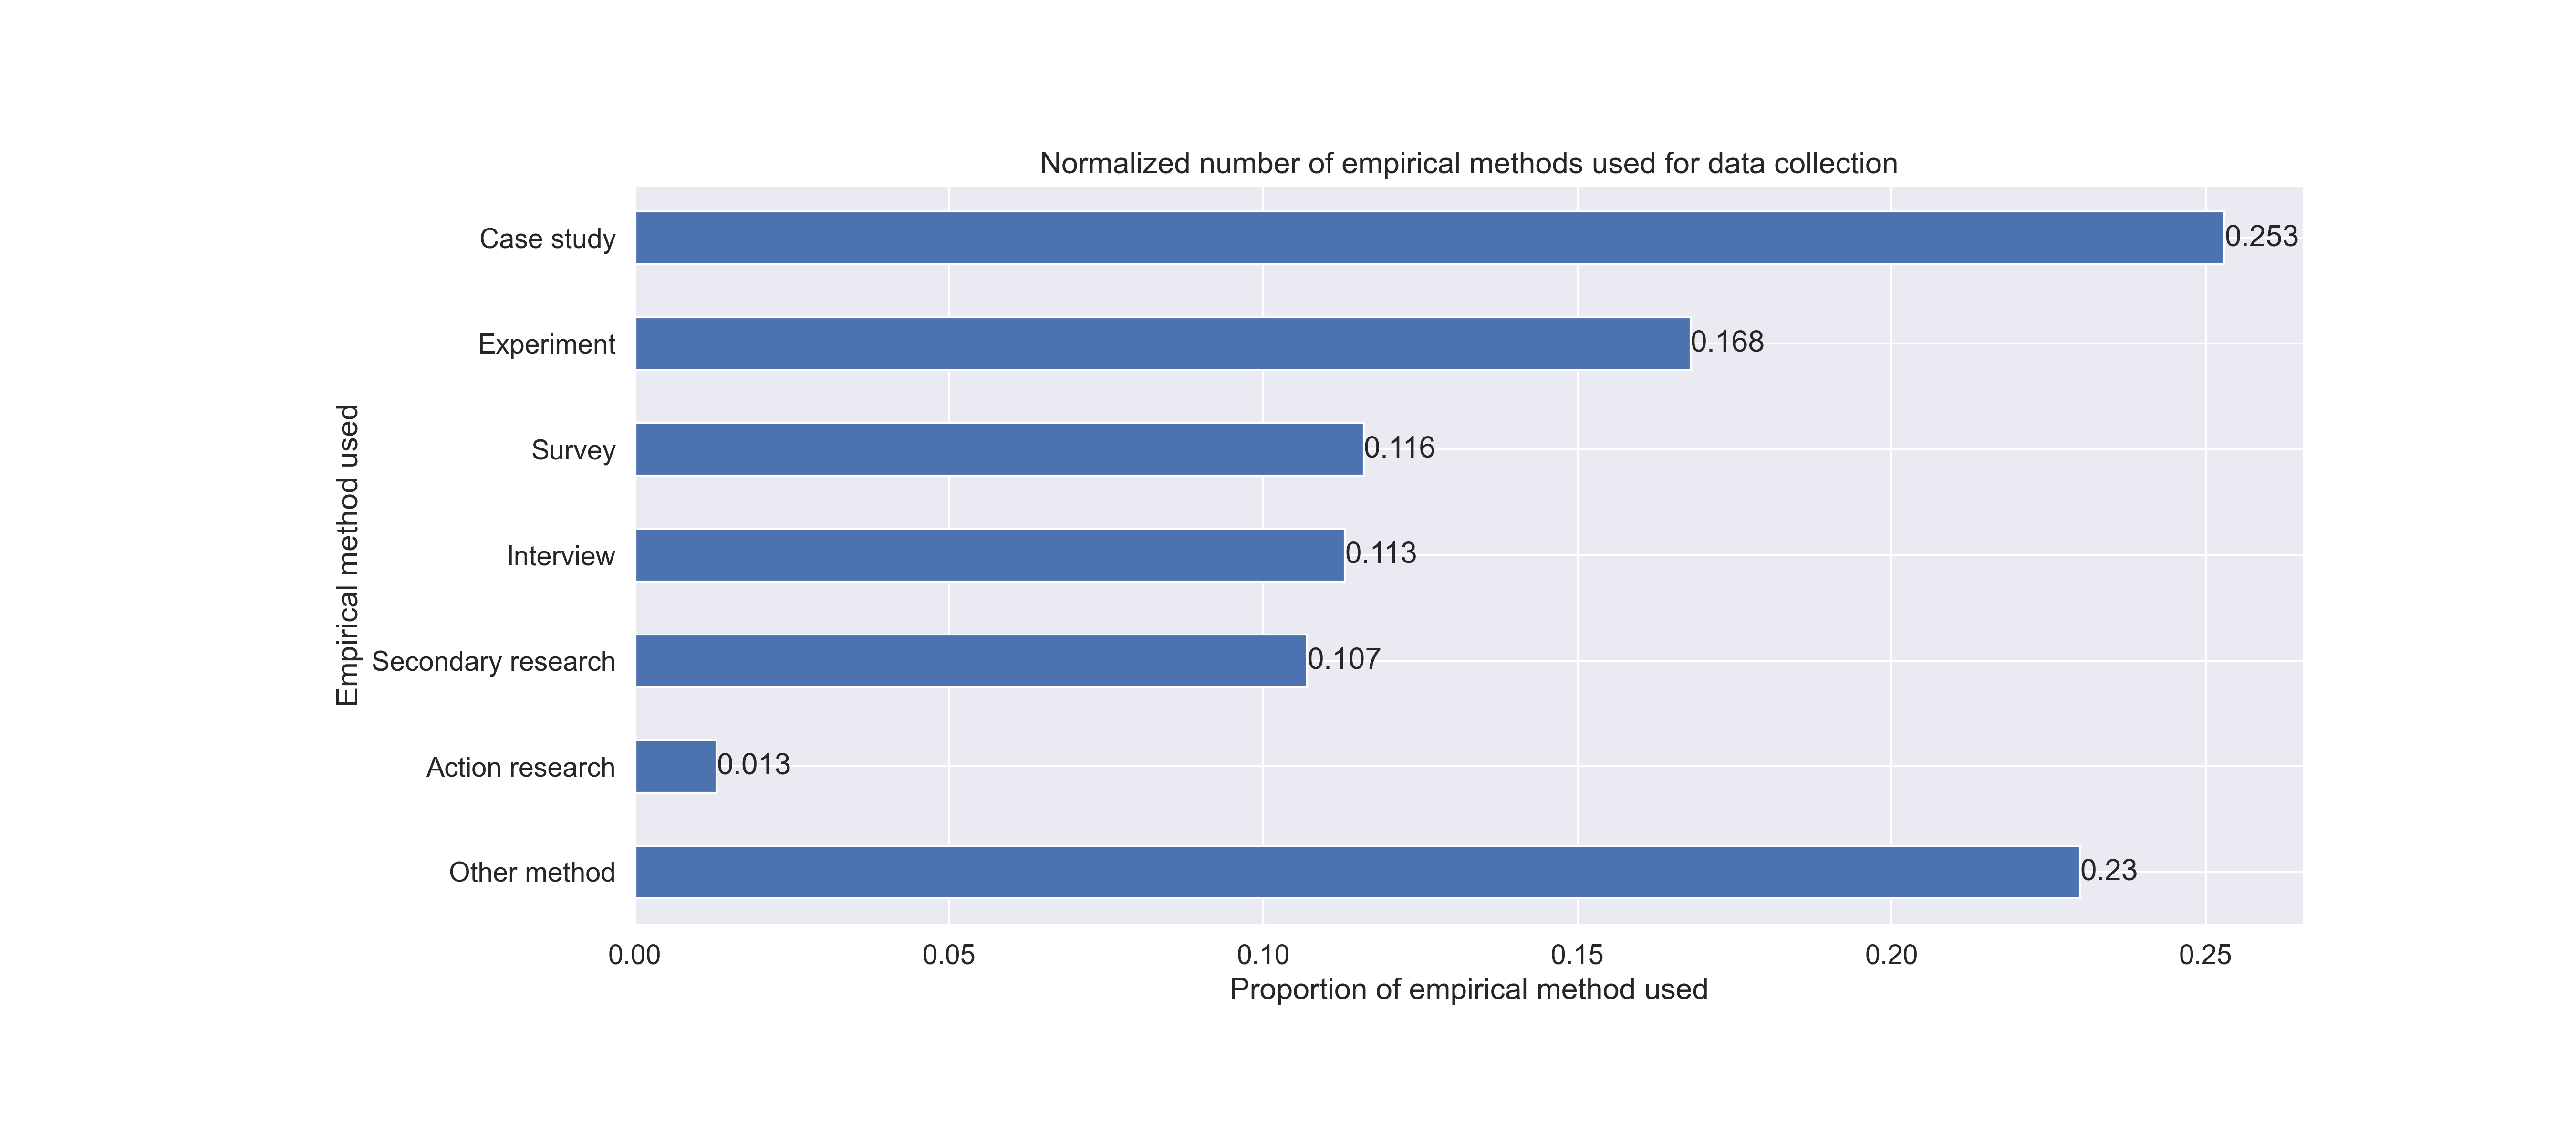 Normalized number of empirical methods used for data collection
Empirical method used
Case study
0.253
Experiment
0.168
Survey
0.116
Interview
0.113
Secondary research
0.107
Action research
0.013
Other method
0.23
0.00 0.05 0.10 0.15 0.20 0.25
Proportion of empirical method used